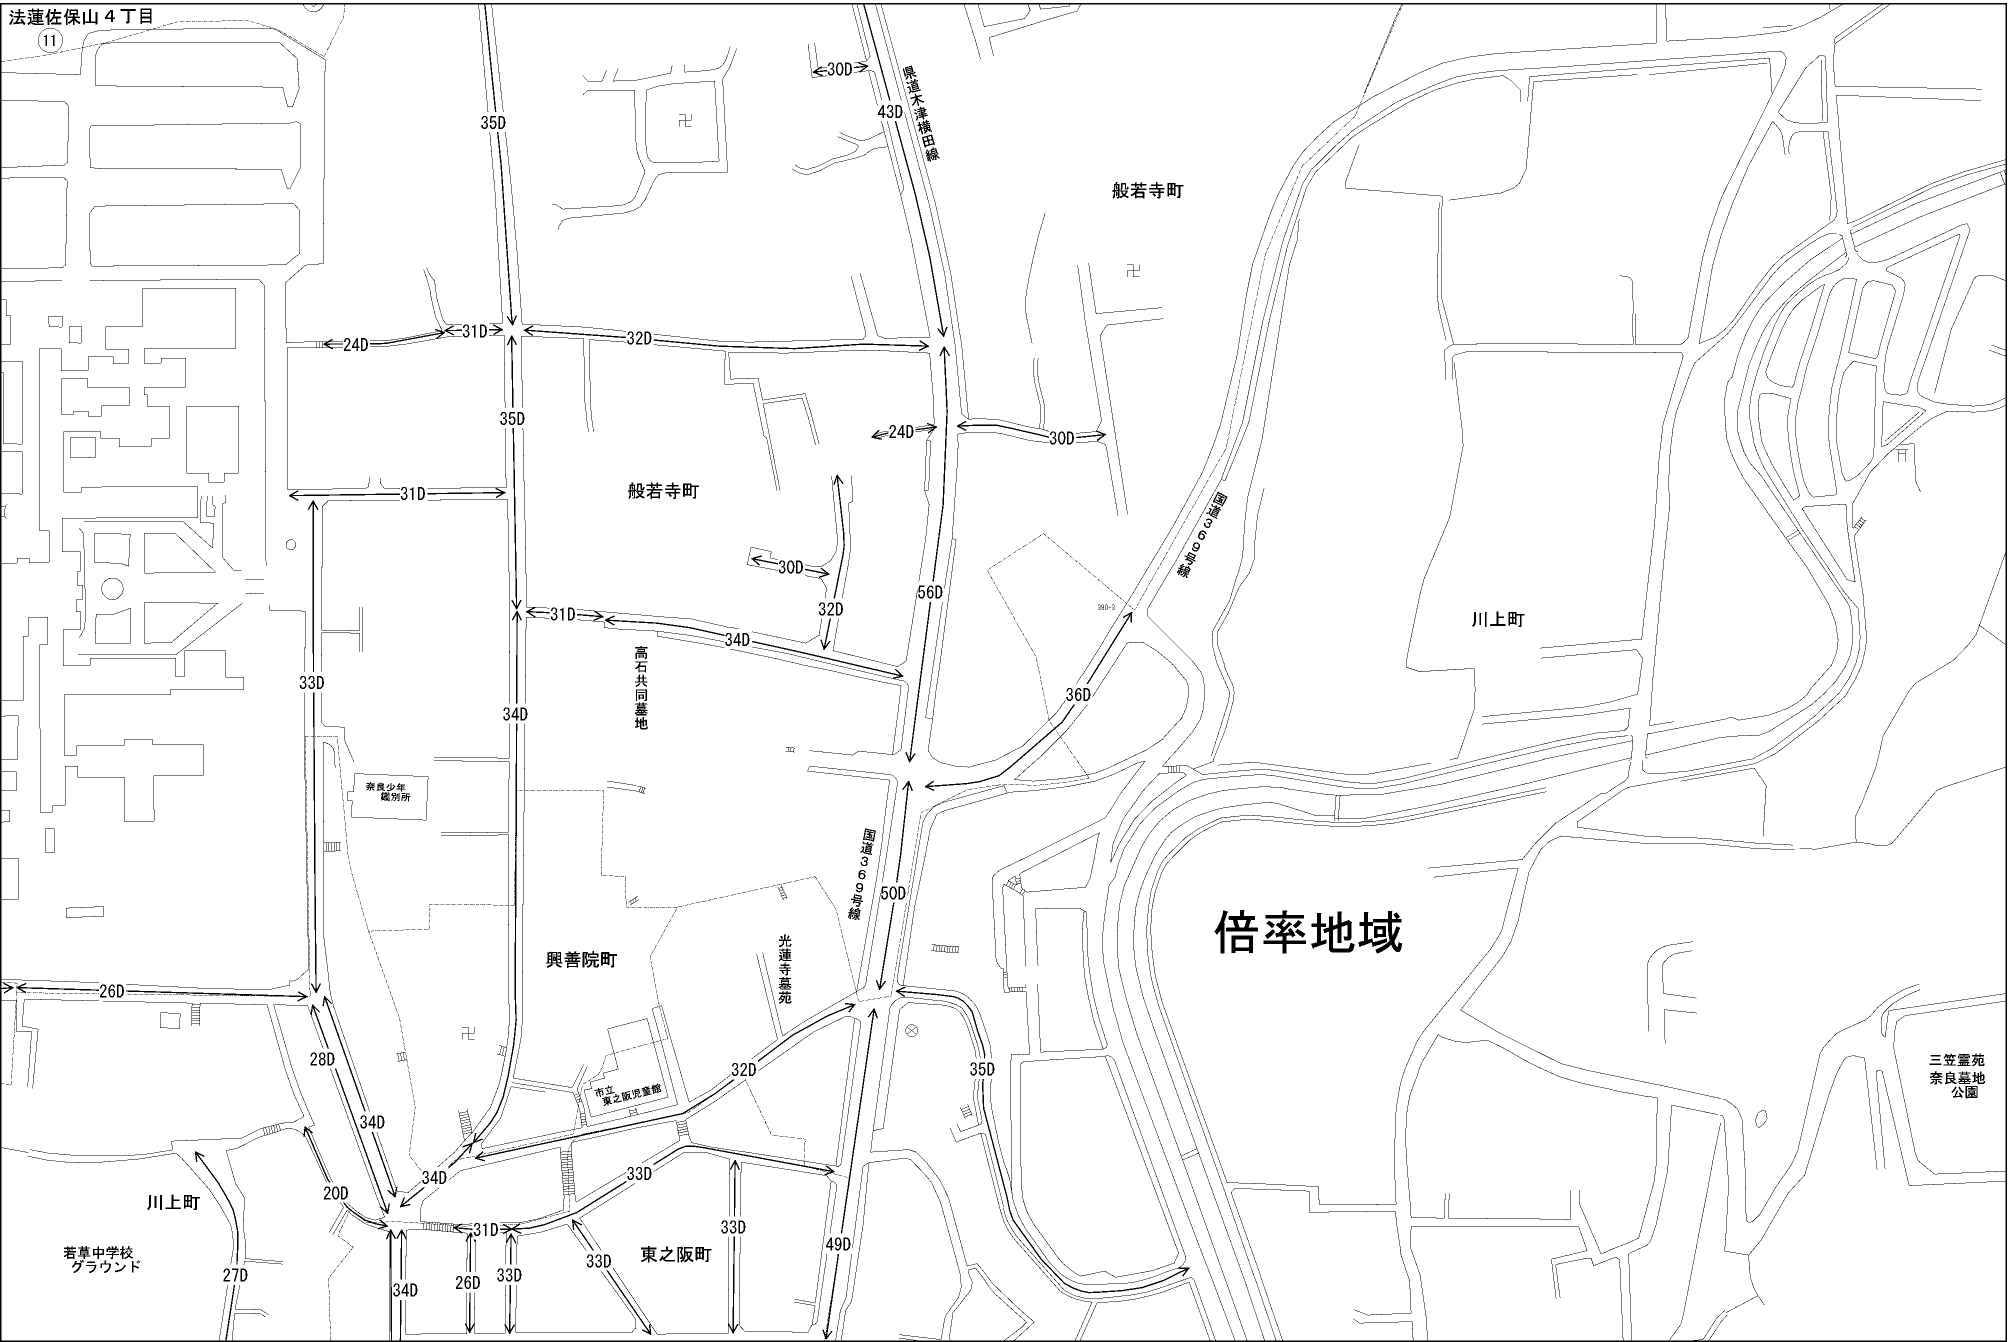 法蓮佐保山４丁目
11
30D
県道木津横田線
43D
35D
般若寺町
24D
31D
32D
35D
24D
30D
31D
般若寺町
国道３６９号線
30D
56D
32D
31D
34D
川上町
高石共同墓地
33D
36D
34D
奈良少年
鑑別所
国道３６９号線
50D
倍率地域
光蓮寺墓苑
興善院町
26D
28D
32D
35D
三笠霊苑
奈良墓地
公園
市立
東之阪児童館
34D
34D
33D
20D
川上町
31D
33D
49D
東之阪町
若草中学校
グラウンド
27D
34D
26D
33D
33D